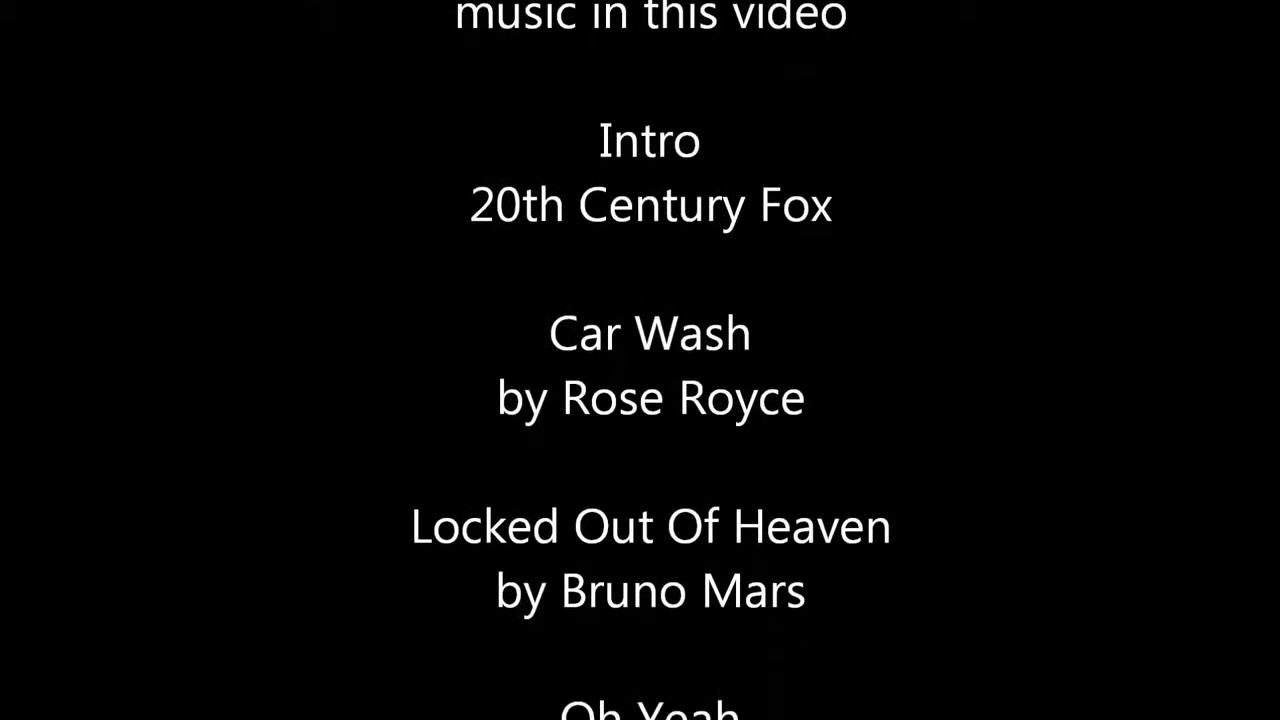 music in this video
Intro
20th Century Fox
Car Wash
by Rose Royce
Locked Out Of Heaven
by Bruno Mars
Oh Yeah